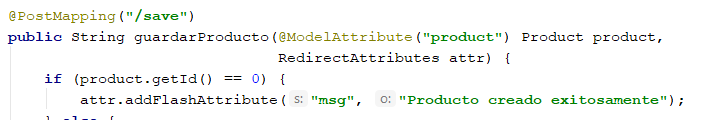 @PostMapping("/save")
public String guardarProducto(@ModelAttribute("product") Product product,
RedirectAttributes attr) {
if (product.getId() == 0) {
attr.addFlashAttribute( s: "msg", o: "Producto creado exitosamente");
} else {